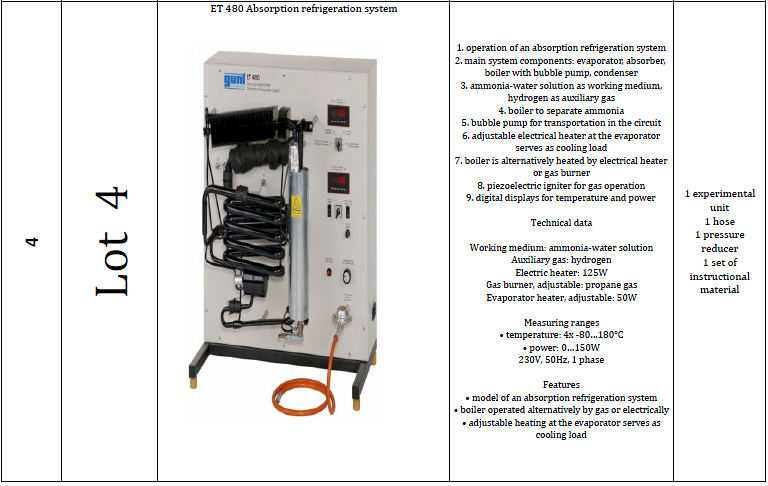 4
Lot 4
ET 480 Absorption refrigeration system
gunt ET 480
1. operation of an absorption refrigeration system
2. main system components: evaporator, absorber,
boiler with bubble pump, condenser
3. ammonia-water solution as working medium,
hydrogen as auxiliary gas
4. boiler to separate ammonia
5. bubble pump for transportation in the circuit
6. adjustable electrical heater at the evaporator
serves as cooling load
7. boiler is alternatively heated by electrical heater
or gas burner
8. piezoelectric igniter for gas operation
9. digital displays for temperature and power
Technical data
Working medium: ammonia-water solution
Auxiliary gas: hydrogen
Electric heater: 125W
Gas burner, adjustable: propane gas
Evaporator heater, adjustable: 50W
Measuring ranges
• temperature: 4x -80...180°C
• power: 0...150W
230V, 50Hz, 1 phase
Features
• model of an absorption refrigeration system
• boiler operated alternatively by gas or electrically
• adjustable heating at the evaporator serves as
cooling load
1 experimental
unit
1 hose
1 pressure
reducer
1 set of
instructional
material